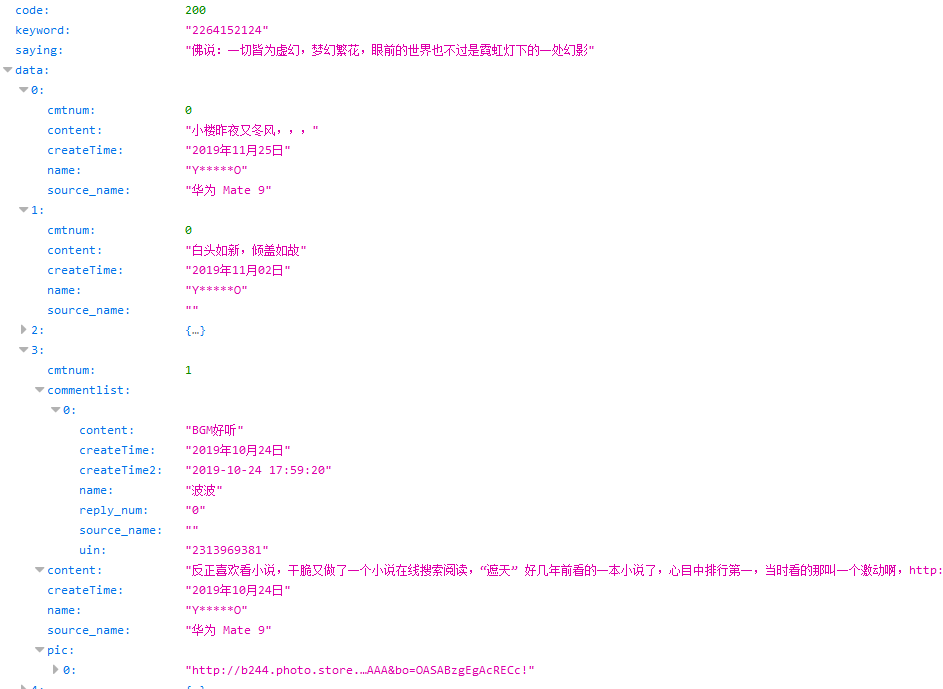 code: 200
keyword: "2264152124"
saying: "佛说: 一切皆为虚幻，梦幻繁花，眼前的世界也不过是霓虹灯下的一处幻影"
data:
0:
cmtnum: 0
content: "小楼昨夜又冬风，，，"
createTime: "2019年11月25日"
name: "Y*****O"
source_name: "华为 Mate 9"
1:
cmtnum: 0
content: "白头如新，倾盖如故"
createTime: "2019年11月02日"
name: "Y*****O"
source_name: ""
2: {…}
3:
cmtnum: 1
commentlist:
0:
content: "BGM好听"
createTime: "2019年10月24日"
createTime2: "2019-10-24 17:59:20"
name: "波波"
reply_num: "0"
source_name: ""
uin: "2313969381"
content: "反正喜欢看小说，干脆又做了一个小说在线搜索阅读，“遮天” 好几年前看的一本小说了，心目中排行第一，当时看的那叫一个激动啊，http:
createTime: "2019年10月24日"
name: "Y*****O"
source_name: "华为 Mate 9"
pic:
0: "http://b244.photo.store.…AAA&bo=OASABzgEgAcRECc!"